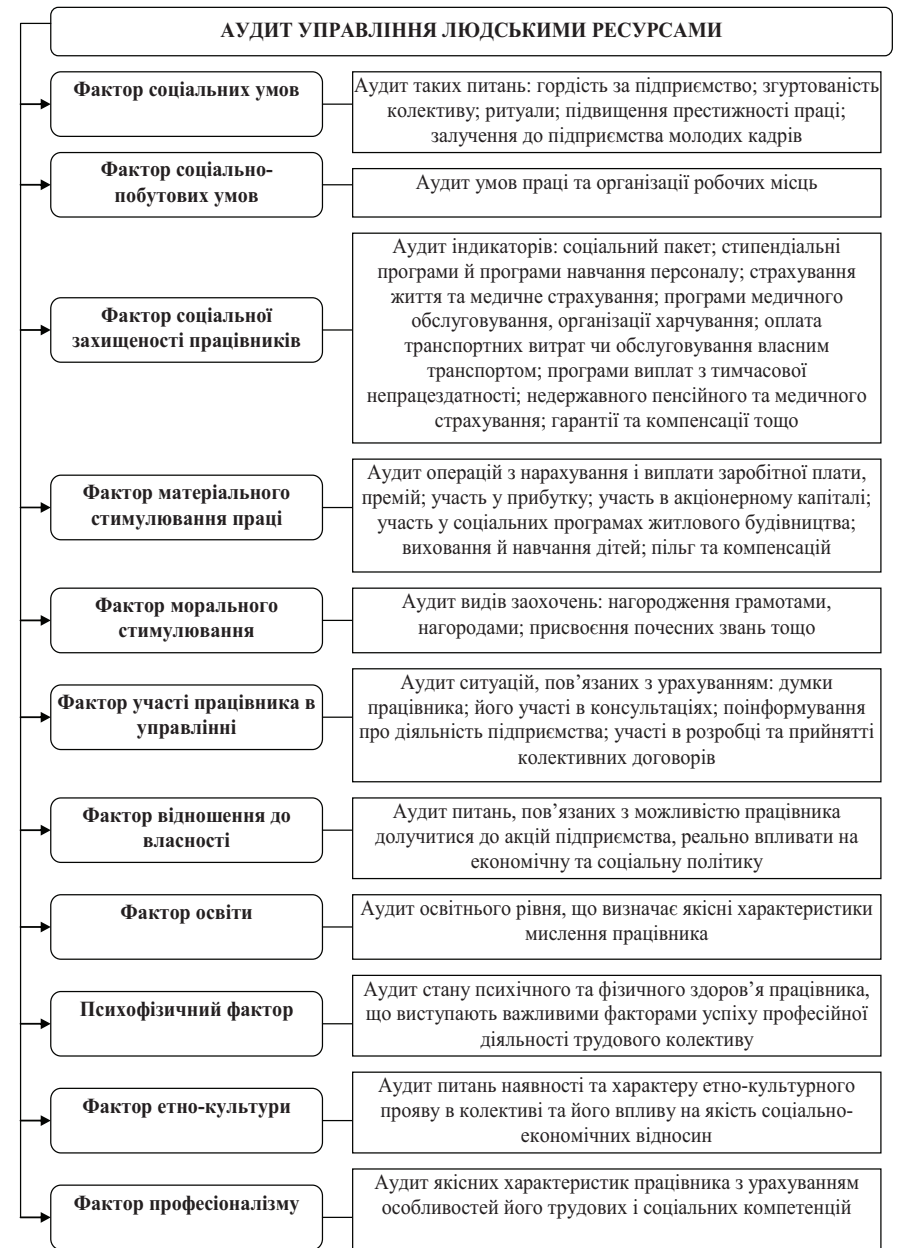 АУДИТ УПРАВЛІННЯ ЛЮДСЬКИМИ РЕСУРСАМИ
Фактор соціальних умов
Аудит таких питань: гордість за підприємство; згуртованість
колективу; ритуали; підвищення престижності праці;
залучення до підприємства молодих кадрів
Фактор соціально-
побутових умов
Аудит умов праці та організації робочих місць
Фактор соціальної
захищеності працівників
Аудит індикаторів: соціальний пакет; стипендіальні
програми й програми навчання персоналу; страхування
життя та медичне страхування; програми медичного
обслуговування, організації харчування; оплата
транспортних витрат чи обслуговування власним
транспортом; програми виплат з тимчасової
непрацездатності; недержавного пенсійного та медичного
страхування; гарантії та компенсації тощо
Фактор матеріального
стимулювання праці
Аудит операцій з нарахування і виплати заробітної плати,
премій; участь у прибутку; участь в акціонерному капіталі;
участь у соціальних програмах житлового будівництва;
виховання й навчання дітей; пільг та компенсацій
Фактор морального
стимулювання
Аудит видів заохочень: нагородження грамотами,
нагородами; присвоєння почесних звань тощо
Фактор участі працівника в
управлінні
Аудит ситуацій, пов’язаних з урахуванням: думки
працівника; його участі в консультаціях; поінформування
про діяльність підприємства; участі в розробці та прийнятті
колективних договорів
Фактор відношення до
власності
Аудит питань, пов’язаних з можливістю працівника
долучитися до акцій підприємства, реально впливати на
економічну та соціальну політику
Фактор освіти
Аудит освітнього рівня, що визначає якісні характеристики
мислення працівника
Психофізичний фактор
Аудит стану психічного та фізичного здоров’я працівника,
що виступають важливими факторами успіху професійної
діяльності трудового колективу
Фактор етно-культури
Аудит питань наявності та характеру етно-культурного
прояву в колективі та його впливу на якість соціально-
економічних відносин
Фактор професіоналізму
Аудит якісних характеристик працівника з урахуванням
особливостей його трудових і соціальних компетенцій